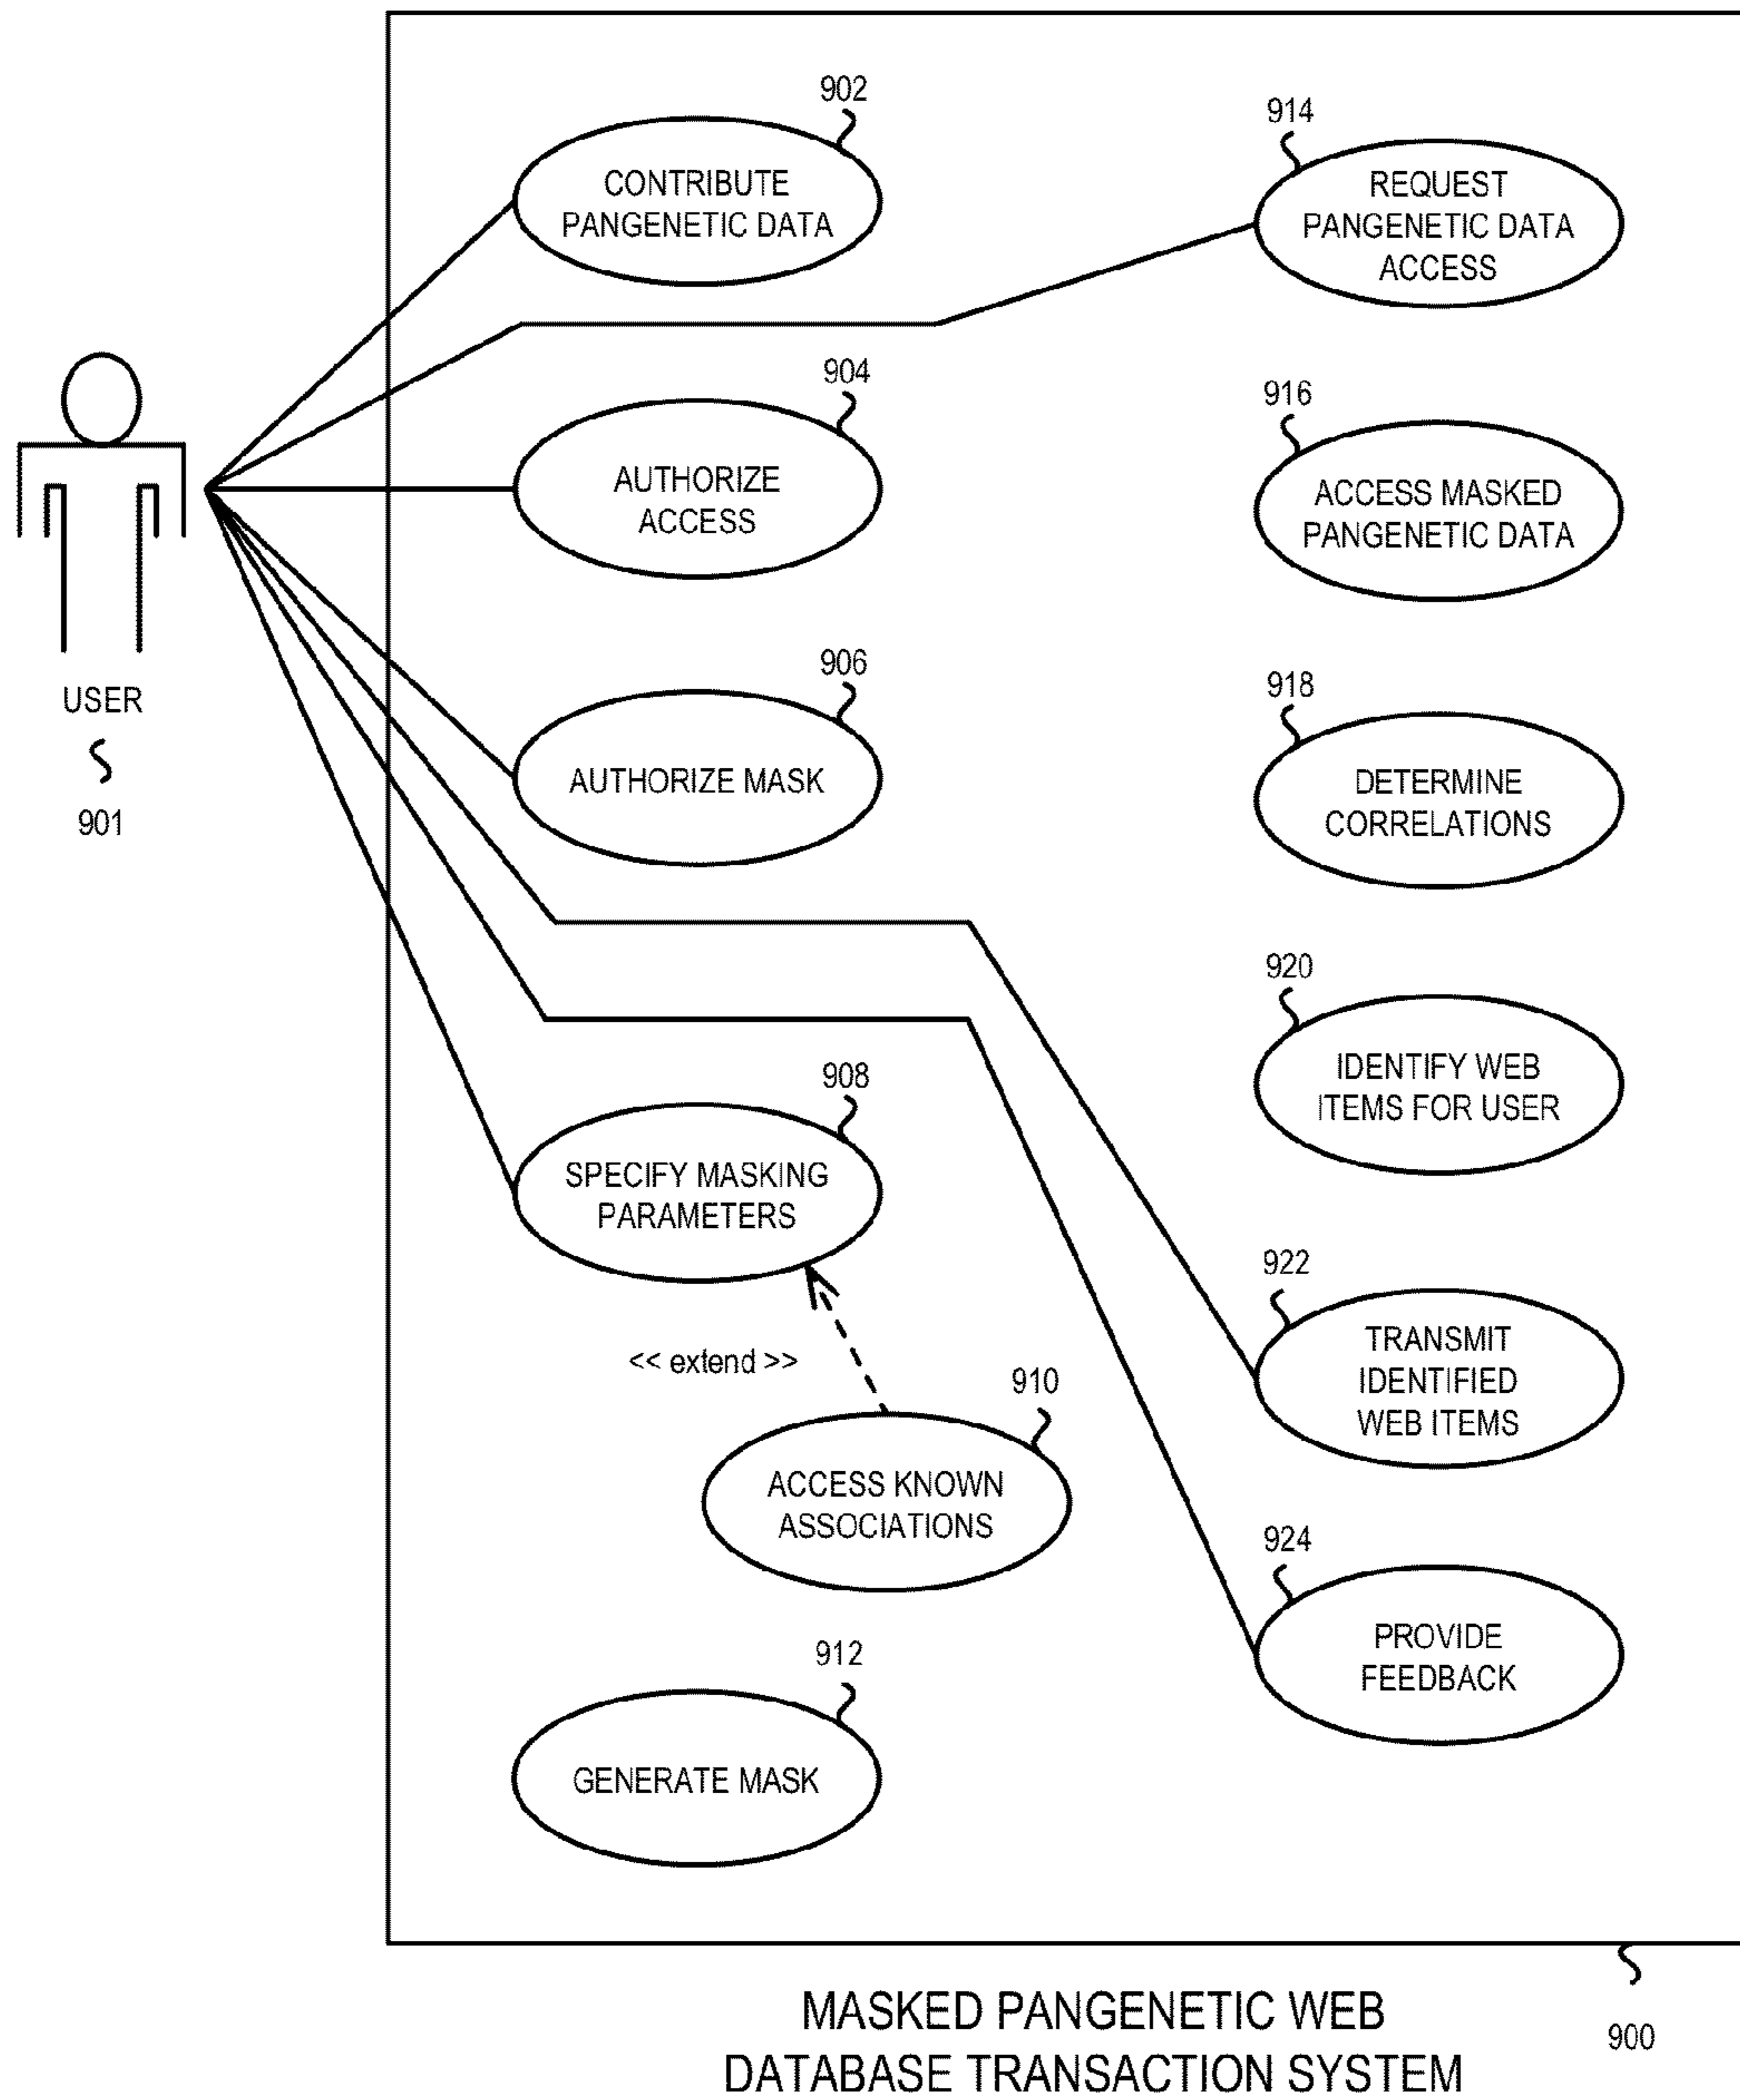 902
CONTRIBUTE
PANGENETIC DATA
914
REQUEST
PANGENETIC DATA
ACCESS
904
AUTHORIZE
ACCESS
916
ACCESS MASKED
PANGENETIC DATA
USER
901
906
AUTHORIZE MASK
918
DETERMINE
CORRELATIONS
920
IDENTIFY WEB
ITEMS FOR USER
908
SPECIFY MASKING
PARAMETERS
<< extend >>
910
ACCESS KNOWN
ASSOCIATIONS
922
TRANSMIT
IDENTIFIED
WEB ITEMS
924
PROVIDE
FEEDBACK
912
GENERATE MASK
MASKED PANGENETIC WEB
DATABASE TRANSACTION SYSTEM
900